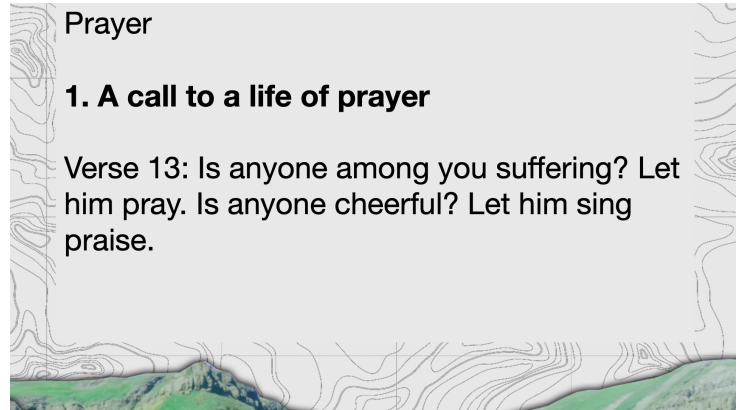 Prayer
1. A call to a life of prayer
Verse 13: Is anyone among you suffering? Let
him pray. Is anyone cheerful? Let him sing
praise.